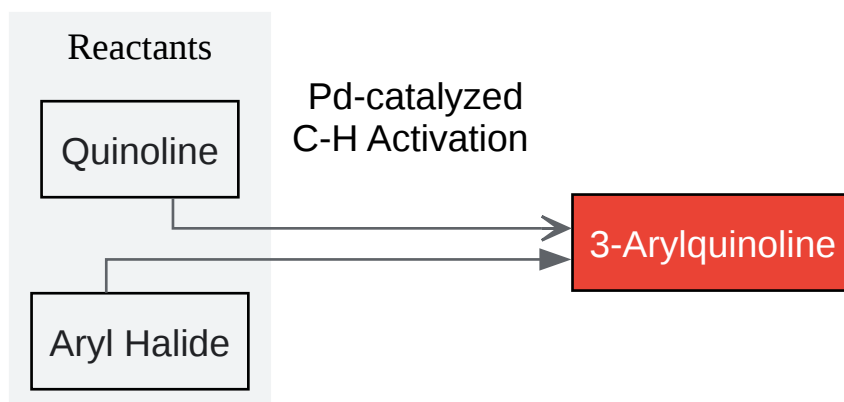 Reactants
Pd-catalyzed
C-H Activation
Quinoline
3-Arylquinoline
Aryl Halide